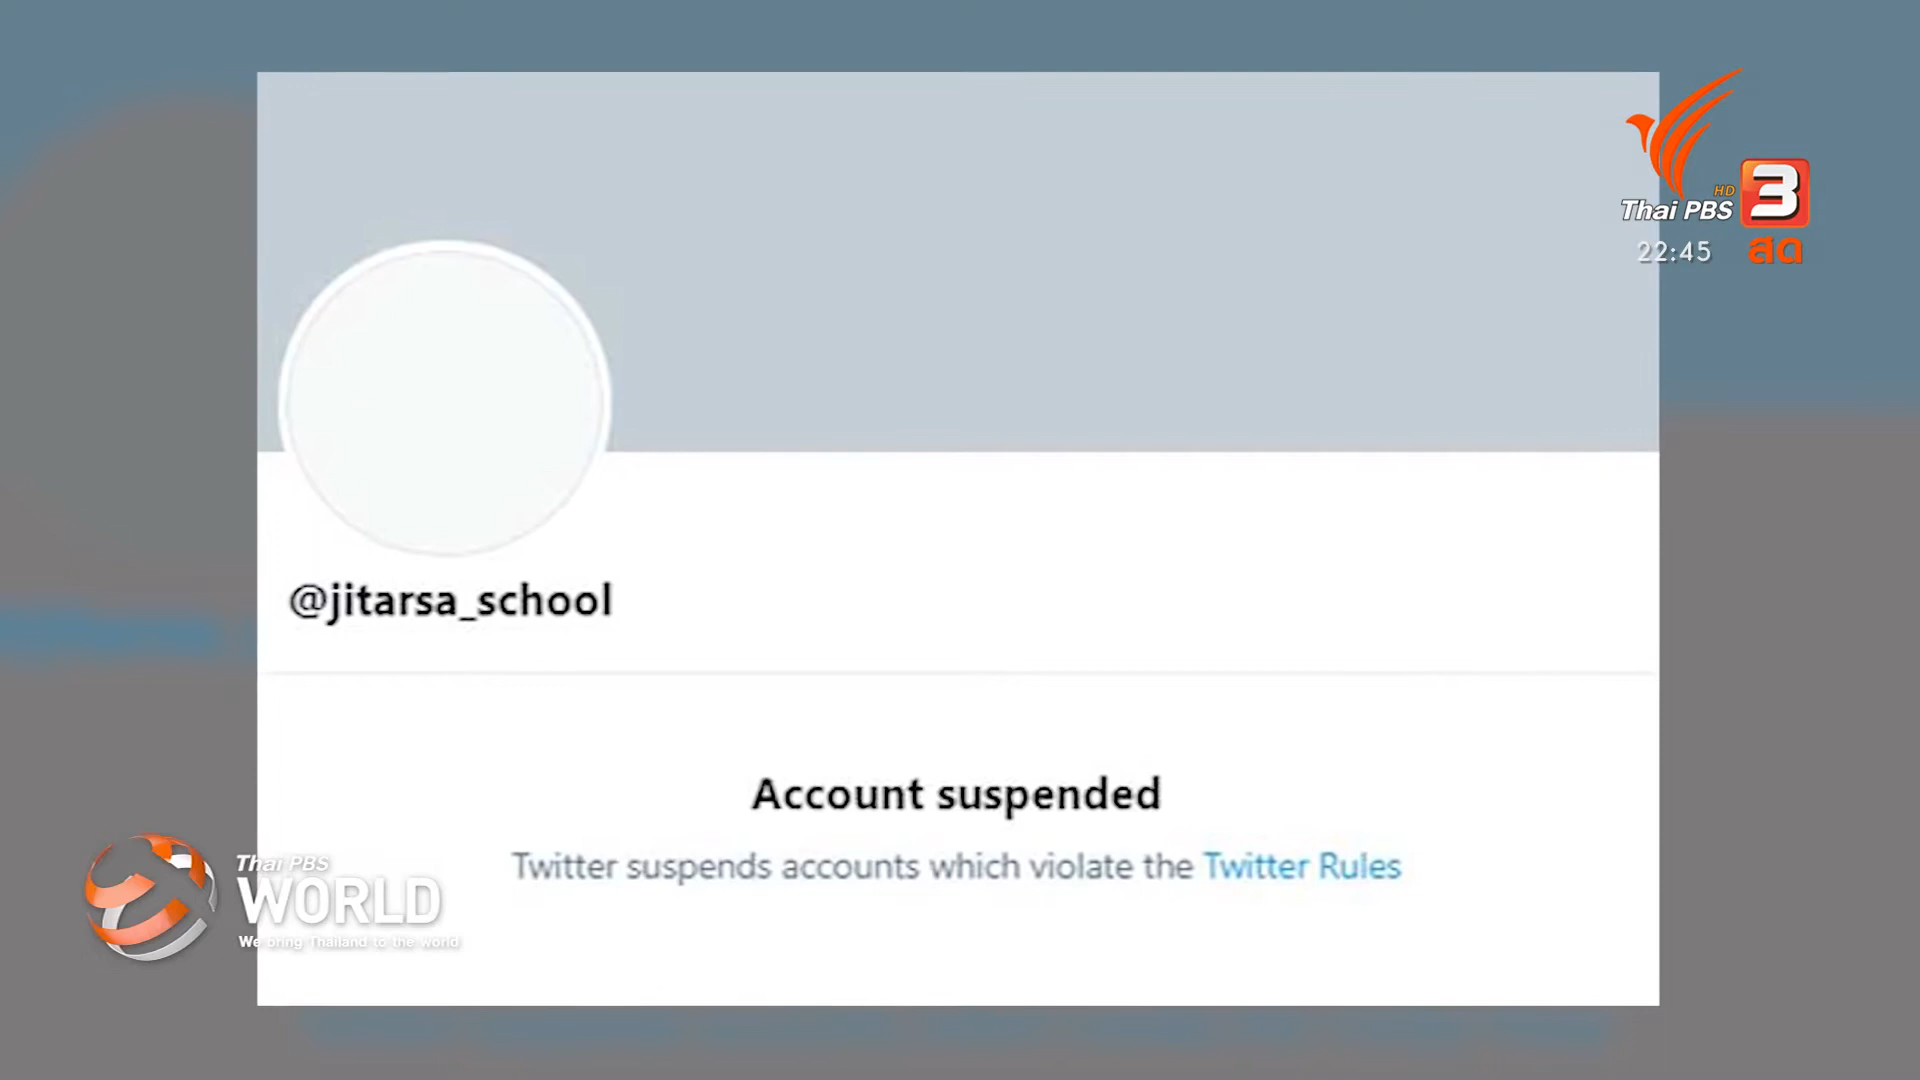 HD
Thai PBS
3
22:45
สด
@jitarsa_school
Account suspended
Twitter suspends accounts which violate the Twitter Rules
Thai PBS
WORLD
We bring Thailand to the world